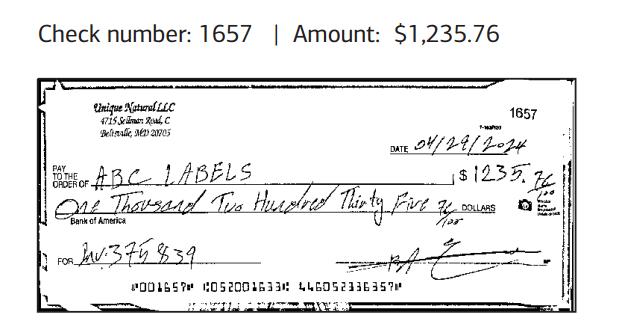 Check number: 1657 | Amount: $1,235.76
Unique Natural LLC
4715 Sellman Road, C
Beltsville, MD 20705
1657
DATE 04/29/2024
PAY TO THE ORDER OF ABC LABELS $ 1235.76/100
One Thousand Two Hundred Thirty Five 76/100 DOLLARS
Bank of America
FOR Inv: 375839
⑈001657⑈ ⑆052001633⑆ 446052336357⑈